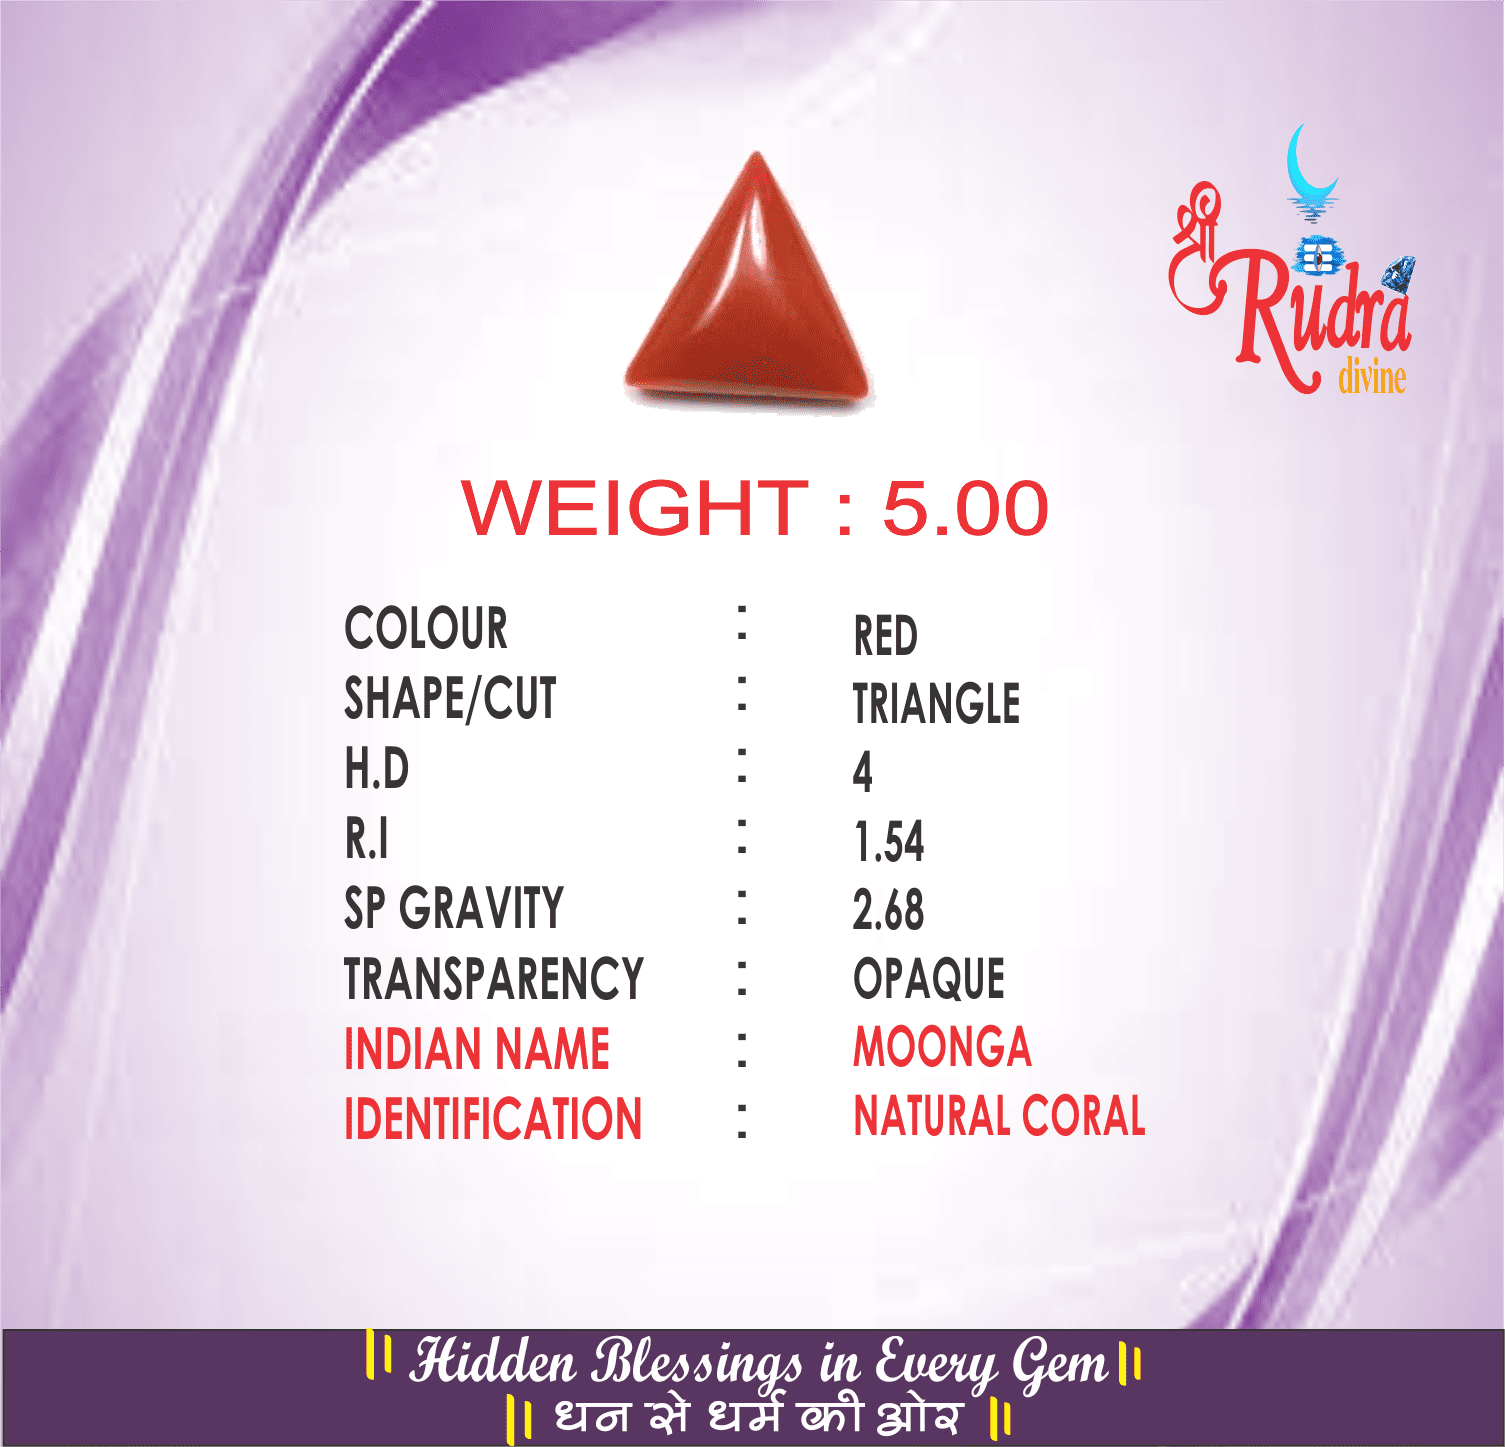 श्री
Rudra
divine
WEIGHT : 5.00
COLOUR : RED
SHAPE/CUT : TRIANGLE
H.D : 4
R.I : 1.54
SP GRAVITY : 2.68
TRANSPARENCY : OPAQUE
INDIAN NAME : MOONGA
IDENTIFICATION : NATURAL CORAL
|| Hidden Blessings in Every Gem ||
|| धन से धर्म की ओर ||